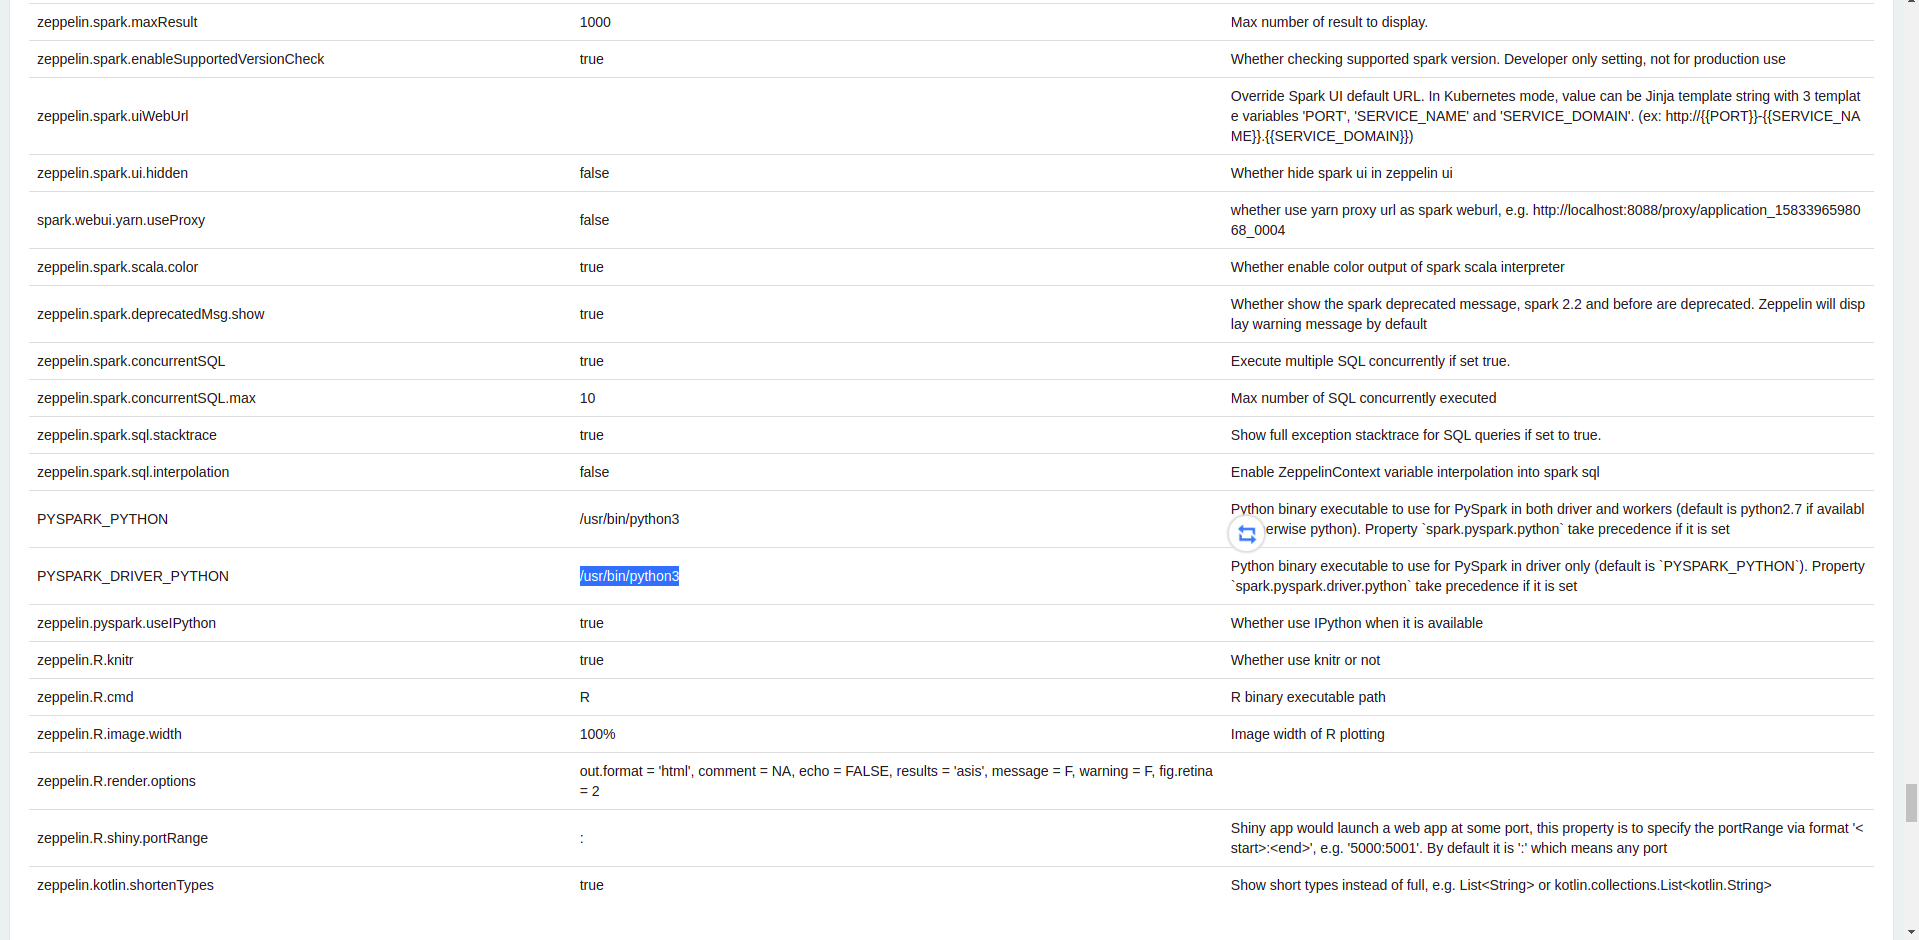 zeppelin.spark.maxResult 1000 Max number of result to display.
zeppelin.spark.enableSupportedVersionCheck true Whether checking supported spark version. Developer only setting, not for production use
zeppelin.spark.uiWebUrl Override Spark UI default URL. In Kubernetes mode, value can be Jinja template string with 3 templat
e variables 'PORT', 'SERVICE_NAME' and 'SERVICE_DOMAIN'. (ex: http://{{PORT}}-{{SERVICE_NA
ME}}.{{SERVICE_DOMAIN}})
zeppelin.spark.ui.hidden false Whether hide spark ui in zeppelin ui
spark.webui.yarn.useProxy false whether use yarn proxy url as spark weburl, e.g. http://localhost:8088/proxy/application_15833965980
68_0004
zeppelin.spark.scala.color true Whether enable color output of spark scala interpreter
zeppelin.spark.deprecatedMsg.show true Whether show the spark deprecated message, spark 2.2 and before are deprecated. Zeppelin will disp
lay warning message by default
zeppelin.spark.concurrentSQL true Execute multiple SQL concurrently if set true.
zeppelin.spark.concurrentSQL.max 10 Max number of SQL concurrently executed
zeppelin.spark.sql.stacktrace true Show full exception stacktrace for SQL queries if set to true.
zeppelin.spark.sql.interpolation false Enable ZeppelinContext variable interpolation into spark sql
PYSPARK_PYTHON /usr/bin/python3 Python binary executable to use for PySpark in both driver and workers (default is python2.7 if availabl
erwise python). Property `spark.pyspark.python` take precedence if it is set
PYSPARK_DRIVER_PYTHON /usr/bin/python3 Python binary executable to use for PySpark in driver only (default is `PYSPARK_PYTHON`). Property
`spark.pyspark.driver.python` take precedence if it is set
zeppelin.pyspark.useIPython true Whether use IPython when it is available
zeppelin.R.knitr true Whether use knitr or not
zeppelin.R.cmd R R binary executable path
zeppelin.R.image.width 100% Image width of R plotting
zeppelin.R.render.options out.format = 'html', comment = NA, echo = FALSE, results = 'asis', message = F, warning = F, fig.retina
= 2
zeppelin.R.shiny.portRange : Shiny app would launch a web app at some port, this property is to specify the portRange via format '<
start>:<end>', e.g. '5000:5001'. By default it is ':' which means any port
zeppelin.kotlin.shortenTypes true Show short types instead of full, e.g. List<String> or kotlin.collections.List<kotlin.String>